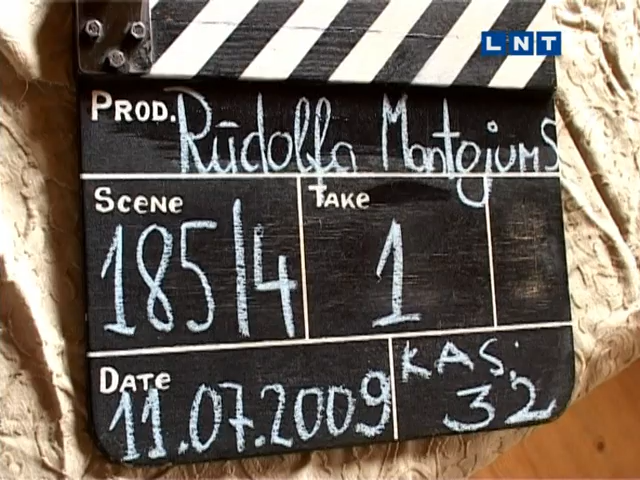 LNT
PROD. Rūdolfa Mantojums
SCENE TAKE
185/4 1
DATE KAS.
11.07.2009 32